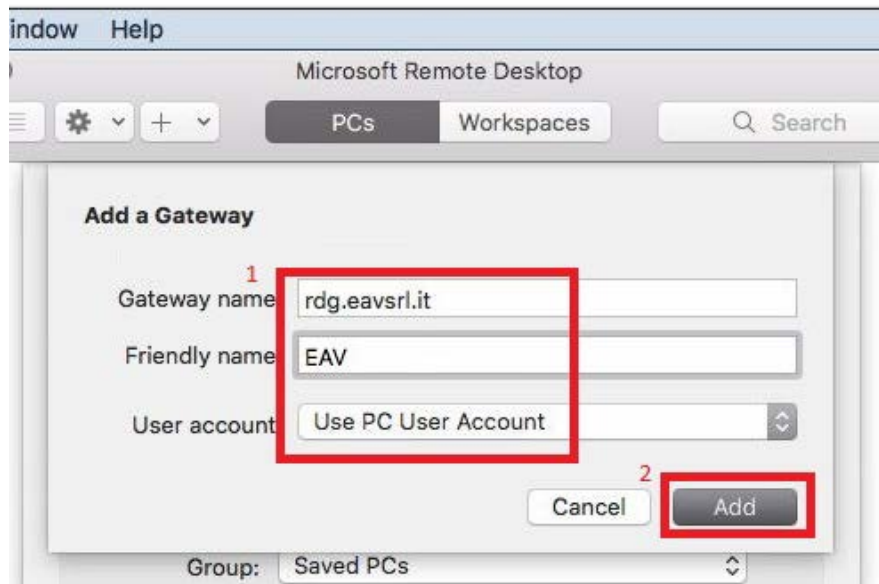 indow Help
Microsoft Remote Desktop
PCs Workspaces Search
Add a Gateway
1
Gateway name rdg.eavsrl.it
Friendly name EAV
User account Use PC User Account
2
Cancel Add
Group: Saved PCs